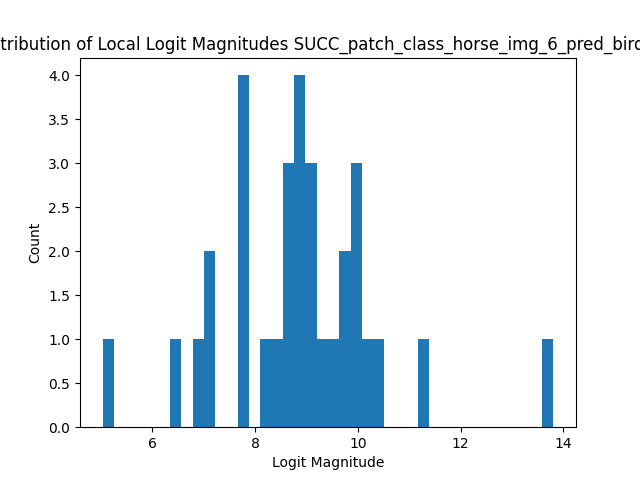 tribution of Local Logit Magnitudes SUCC_patch_class_horse_img_6_pred_bird
4.0
3.5
3.0
2.5
2.0
1.5
1.0
0.5
0.0
Count
6 8 10 12 14
Logit Magnitude